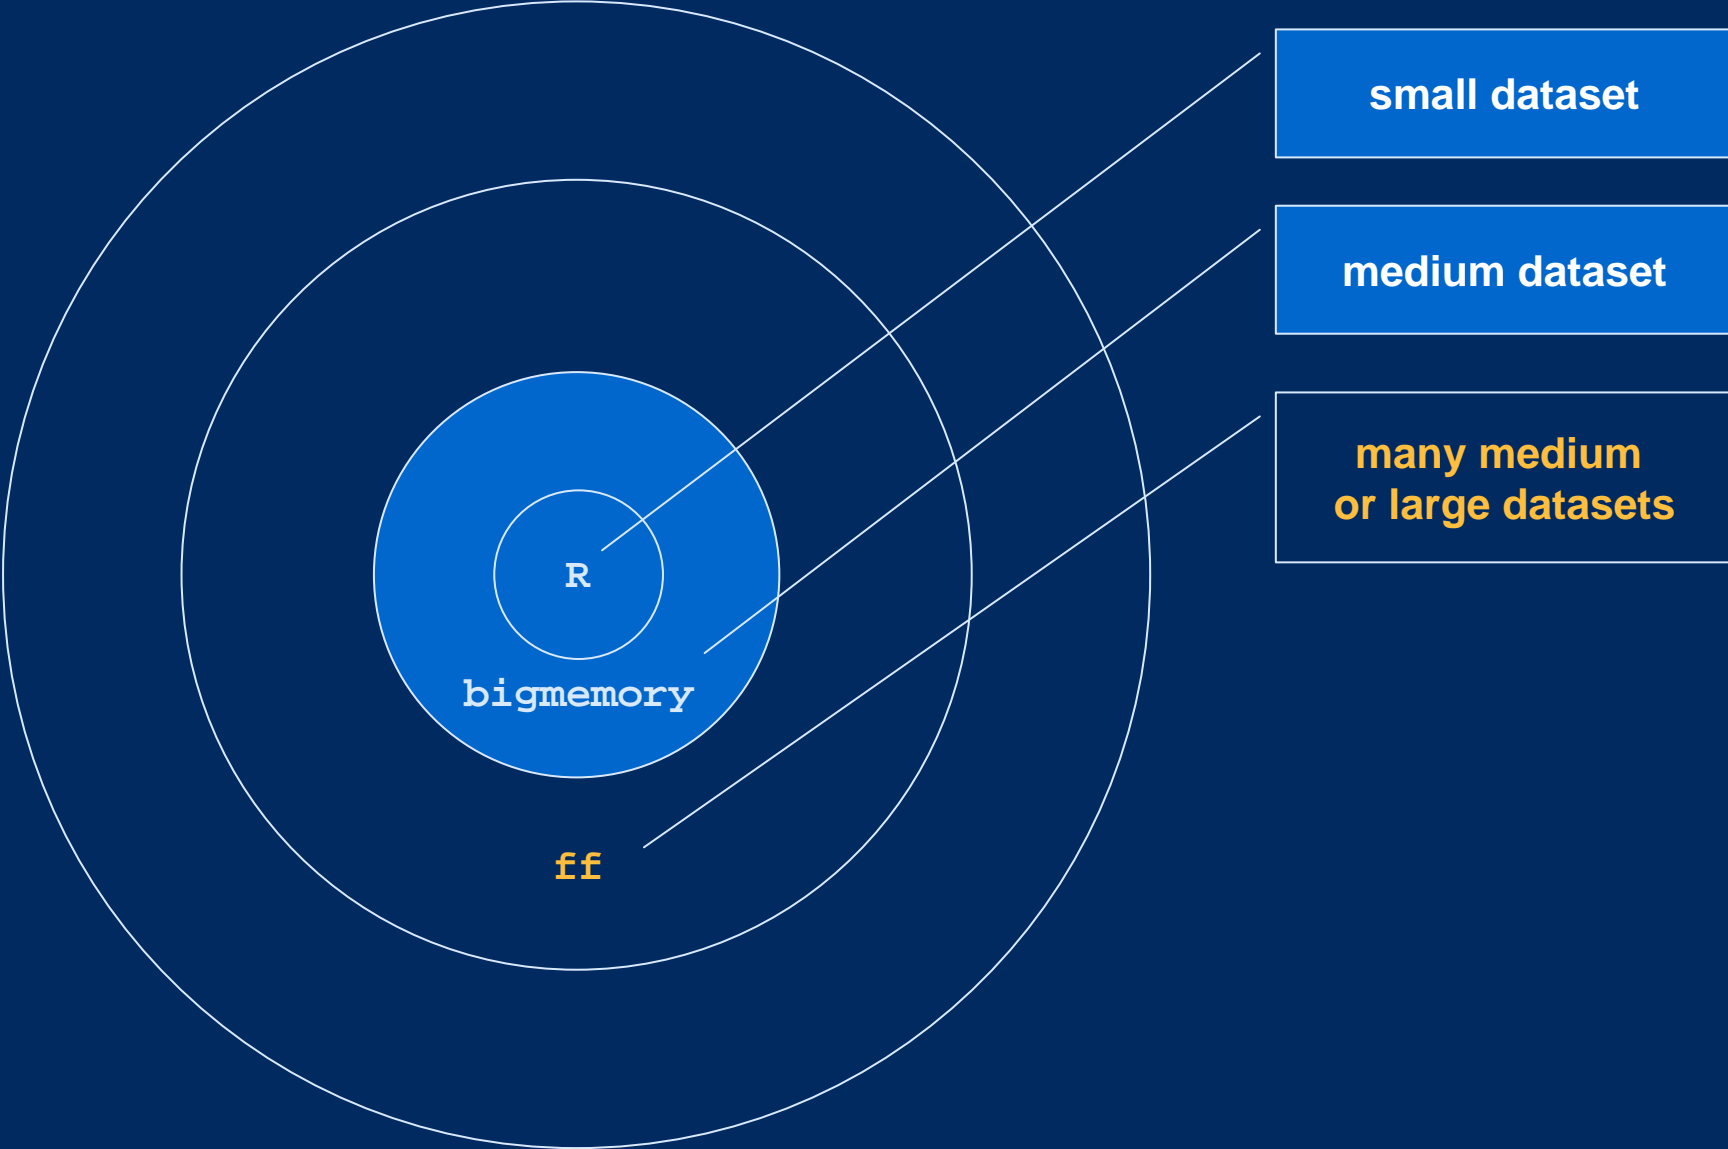 small dataset
medium dataset
many medium
or large datasets
R
bigmemory
ff